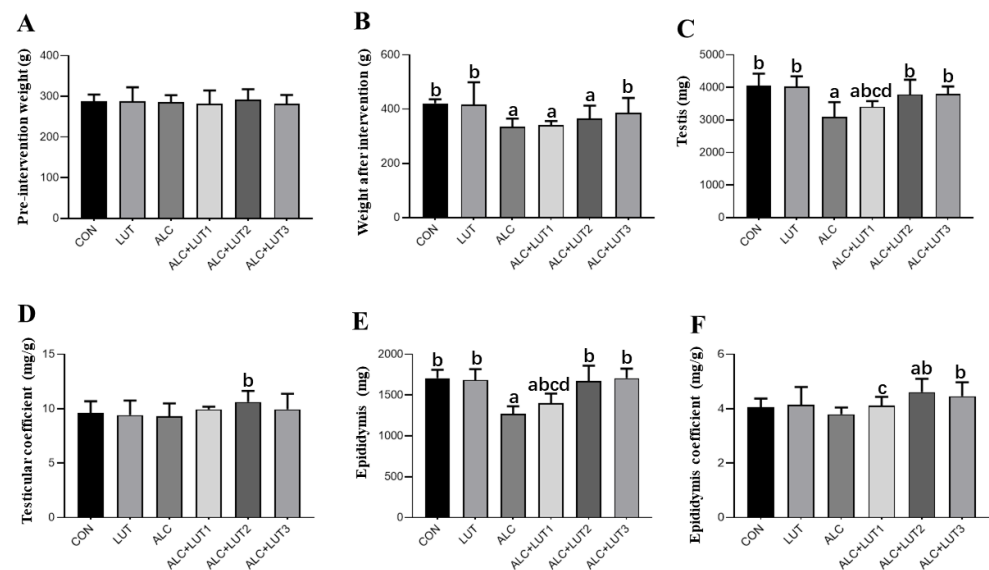 A
Pre-intervention weight (g)
400
300
200
100
0
CON
LUT
ALC
ALC+LUT1
ALC+LUT2
ALC+LUT3
B
Weight after intervention (g)
600
400
200
0
b
b
a
a
a
b
CON
LUT
ALC
ALC+LUT1
ALC+LUT2
ALC+LUT3
C
Testis (mg)
5000
4000
3000
2000
1000
0
b
b
a
abcd
b
b
CON
LUT
ALC
ALC+LUT1
ALC+LUT2
ALC+LUT3
D
Testicular coefficient (mg/g)
15
10
5
0
b
CON
LUT
ALC
ALC+LUT1
ALC+LUT2
ALC+LUT3
E
Epididymis (mg)
2000
1500
1000
500
0
b
b
a
abcd
b
b
CON
LUT
ALC
ALC+LUT1
ALC+LUT2
ALC+LUT3
F
Epididymis coefficient (mg/g)
6
4
2
0
c
ab
b
CON
LUT
ALC
ALC+LUT1
ALC+LUT2
ALC+LUT3